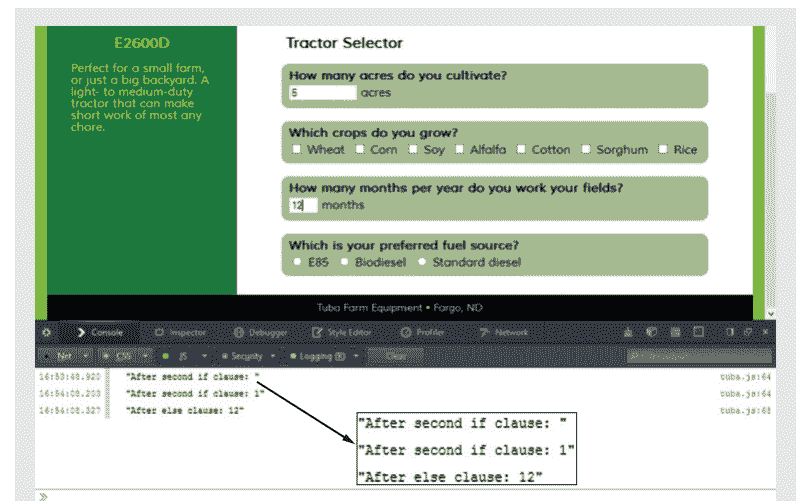 E2600D
Perfect for a small farm,
or just a big backyard. A
light- to medium-duty
tractor that can make
short work of most any
chore.
Tractor Selector
How many acres do you cultivate?
5 acres
Which crops do you grow?
Wheat Corn Soy Alfalfa Cotton Sorghum Rice
How many months per year do you work your fields?
12 months
Which is your preferred fuel source?
E85 Biodiesel Standard diesel
Tuba Farm Equipment • Fargo, ND
Console Inspector Debugger Style Editor Profiler Network
Net CSS JS Security Logging Clear
"After second if clause: " tuba.js:64
"After second if clause: 1" tuba.js:64
"After else clause: 12" tuba.js:68
"After second if clause: "
"After second if clause: 1"
"After else clause: 12"